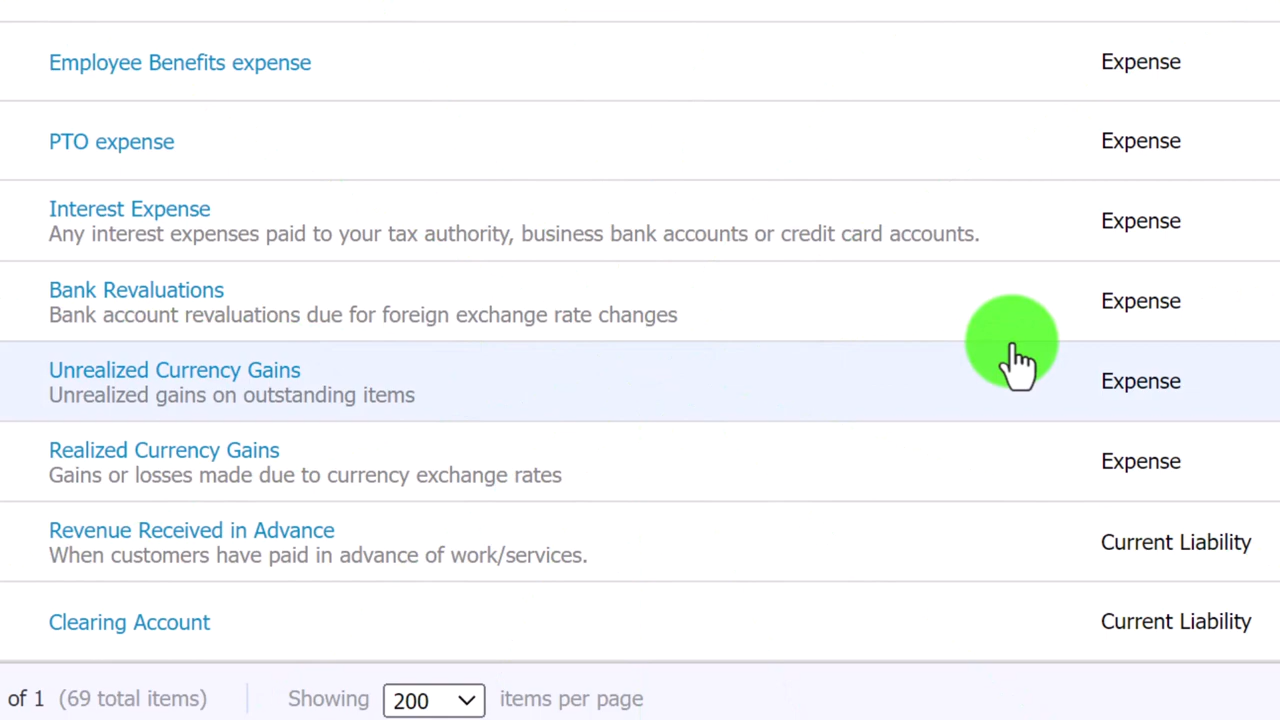 Employee Benefits expense Expense
PTO expense Expense
Interest Expense
Any interest expenses paid to your tax authority, business bank accounts or credit card accounts. Expense
Bank Revaluations
Bank account revaluations due for foreign exchange rate changes Expense
Unrealized Currency Gains
Unrealized gains on outstanding items Expense
Realized Currency Gains
Gains or losses made due to currency exchange rates Expense
Revenue Received in Advance
When customers have paid in advance of work/services. Current Liability
Clearing Account Current Liability
of 1 (69 total items) Showing 200 items per page